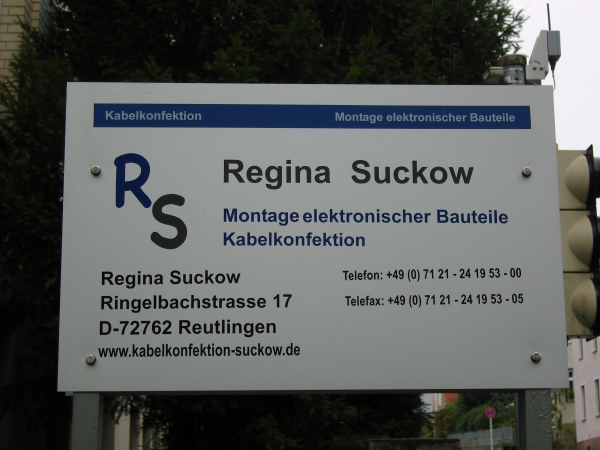 Kabelkonfektion Montage elektronischer Bauteile
RS
Regina Suckow
Montage elektronischer Bauteile
Kabelkonfektion
Regina Suckow
Ringelbachstrasse 17
D-72762 Reutlingen
www.kabelkonfektion-suckow.de
Telefon: +49 (0) 71 21 - 24 19 53 - 00
Telefax: +49 (0) 71 21 - 24 19 53 - 05